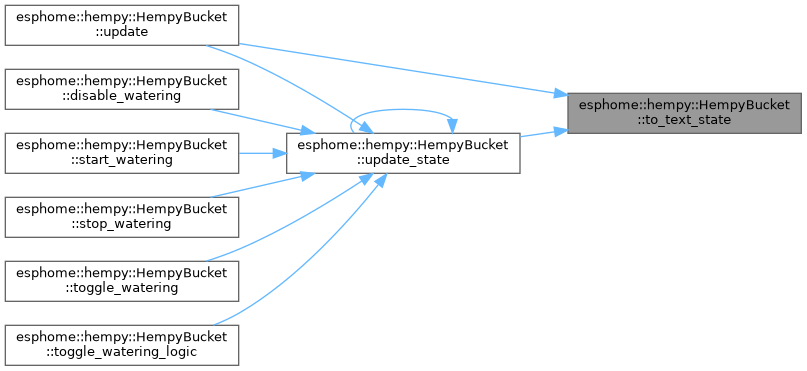 esphome::hempy::HempyBucket
::update
esphome::hempy::HempyBucket
::disable_watering
esphome::hempy::HempyBucket
::start_watering
esphome::hempy::HempyBucket
::stop_watering
esphome::hempy::HempyBucket
::toggle_watering
esphome::hempy::HempyBucket
::toggle_watering_logic
esphome::hempy::HempyBucket
::update_state
esphome::hempy::HempyBucket
::to_text_state